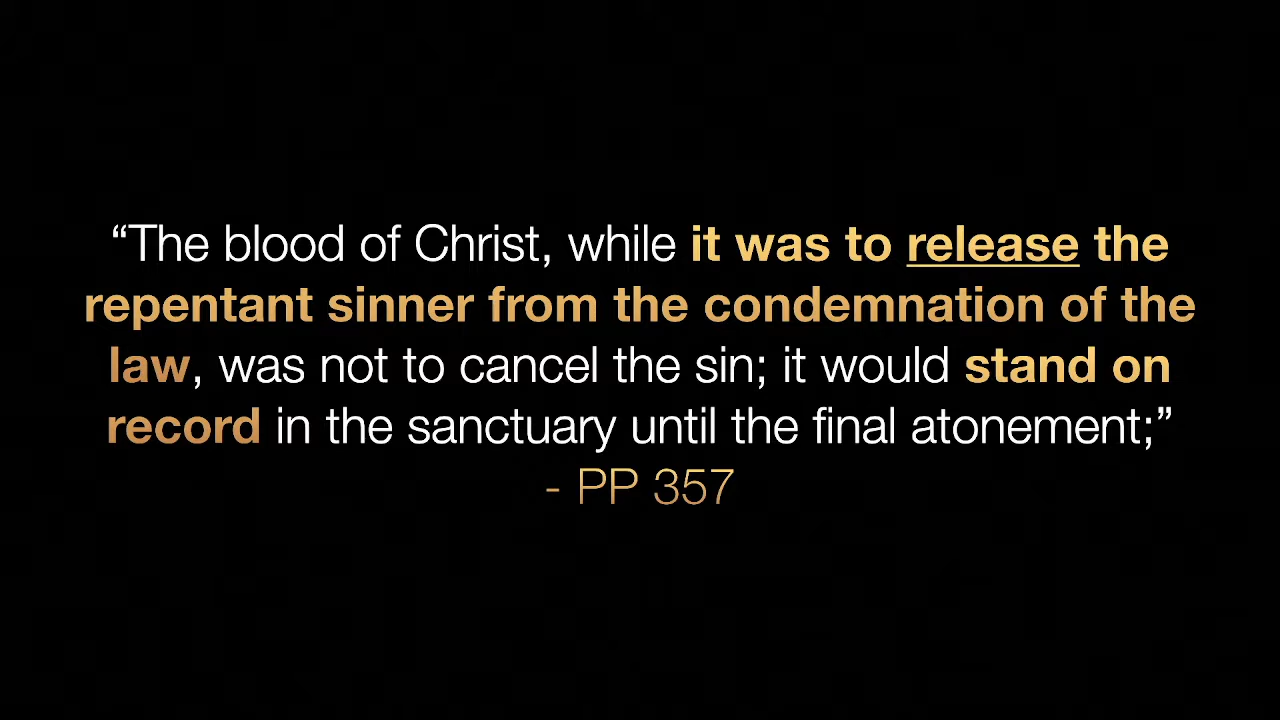 “The blood of Christ, while it was to release the
repentant sinner from the condemnation of the
law, was not to cancel the sin; it would stand on
record in the sanctuary until the final atonement;”
- PP 357